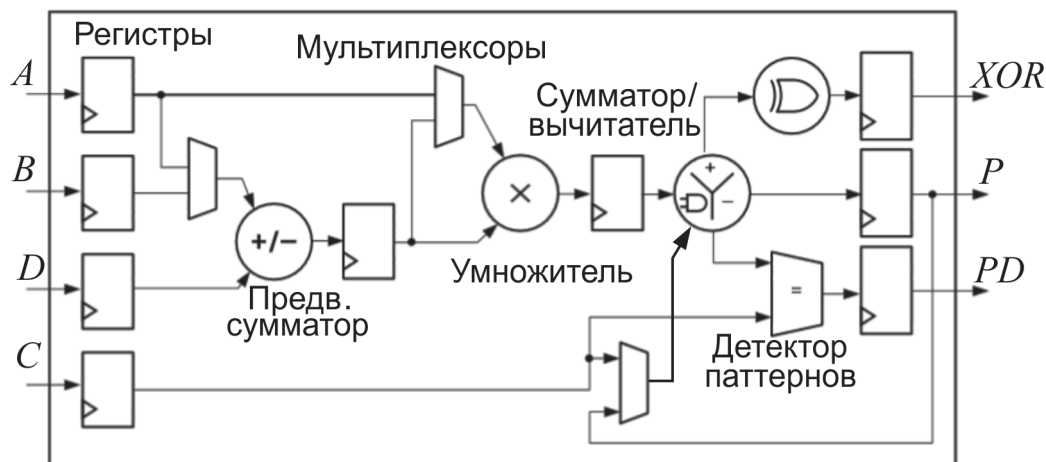 Регистры
Мультиплексоры
A
XOR
Сумматор/
вычитатель
B
P
+
−
×
+/−
D
Умножитель
PD
Предв.
сумматор
=
C
Детектор
паттернов